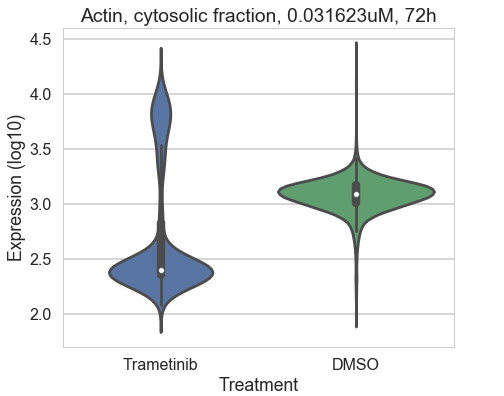 Actin, cytosolic fraction, 0.031623uM, 72h
4.5
4.0
3.5
3.0
2.5
2.0
Expression (log10)
Trametinib
DMSO
Treatment